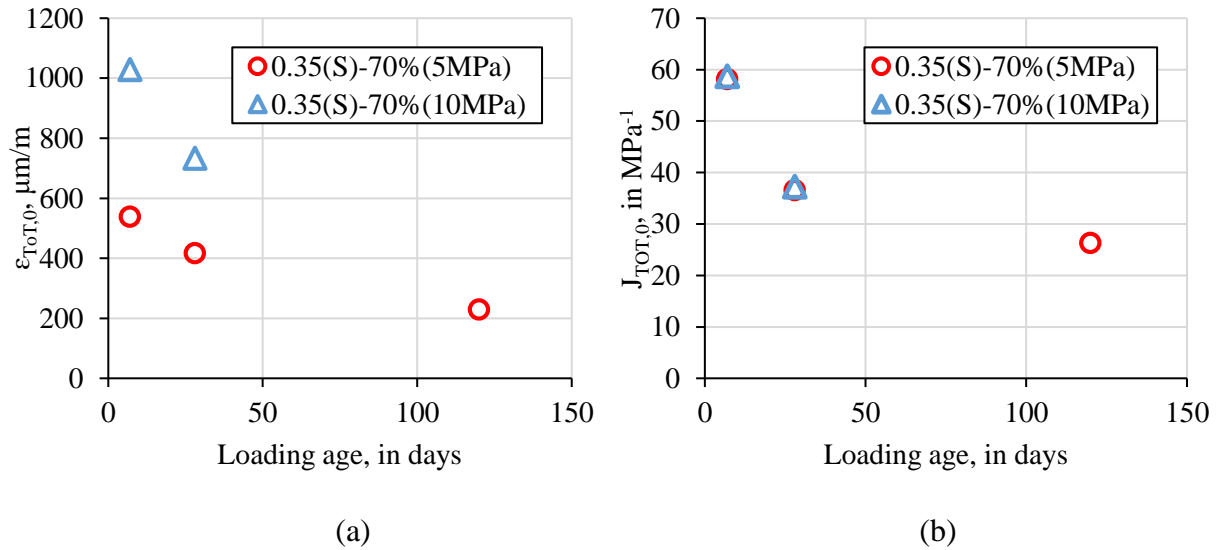 1200
1000
800
600
400
200
0
ε_ToT,0, µm/m
0.35(S)-70%(5MPa)
0.35(S)-70%(10MPa)
0 50 100 150
Loading age, in days
(a)
70
60
50
40
30
20
10
0
J_TOT,0, in MPa⁻¹
0.35(S)-70%(5MPa)
0.35(S)-70%(10MPa)
0 50 100 150
Loading age, in days
(b)